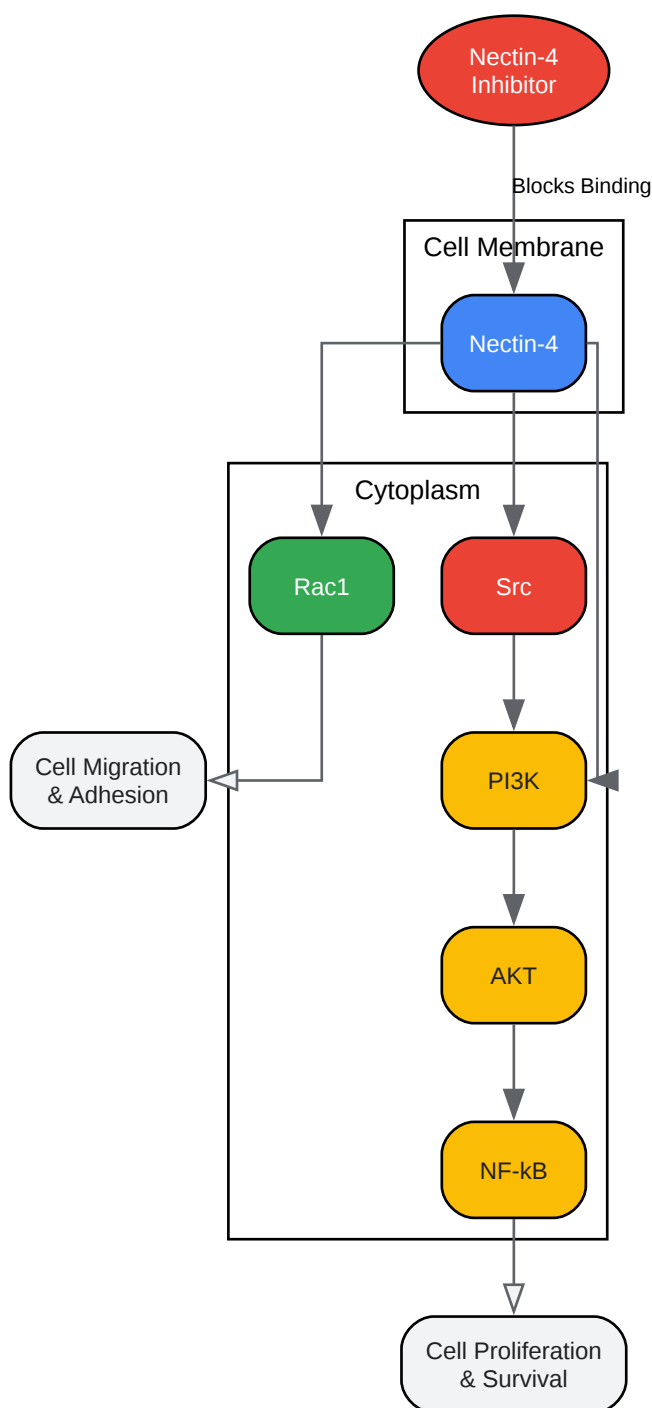 Nectin-4
Inhibitor
Blocks Binding
Cell Membrane
Nectin-4
Cytoplasm
Rac1
Src
Cell Migration
& Adhesion
PI3K
AKT
NF-kB
Cell Proliferation
& Survival